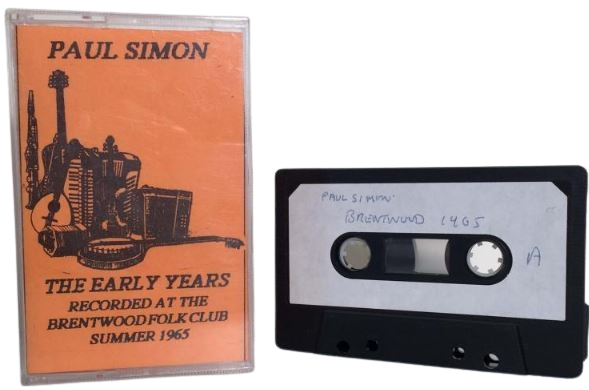 PAUL SIMON
THE EARLY YEARS
RECORDED AT THE
BRENTWOOD FOLK CLUB
SUMMER 1965
PAUL SIMON
BRENTWOOD 1965
A